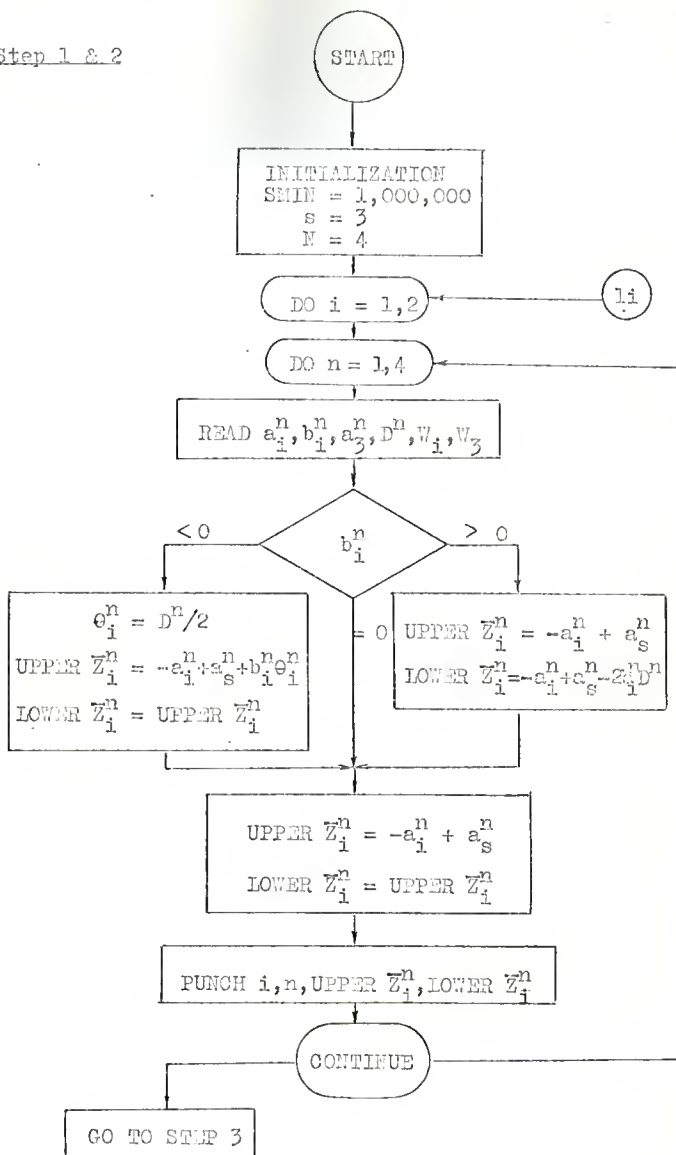 Step 1 & 2
START
INITIALIZATION
SMIN = 1,000,000
s = 3
N = 4
DO i = 1,2
1i
DO n = 1,4
READ a_i^n, b_i^n, a_3^n, D^n, W_i, W_3
< 0
b_i^n
> 0
θ_i^n = D^n/2
UPPER Z̄_i^n = -a_i^n + a_s^n + b_i^n θ_i^n
LOWER Z̄_i^n = UPPER Z̄_i^n
= 0
UPPER Z̄_i^n = -a_i^n + a_s^n
LOWER Z̄_i^n = -a_i^n + a_s^n - 2_i^n D^n
UPPER Z̄_i^n = -a_i^n + a_s^n
LOWER Z̄_i^n = UPPER Z̄_i^n
PUNCH i,n,UPPER Z̄_i^n, LOWER Z̄_i^n
CONTINUE
GO TO STEP 3